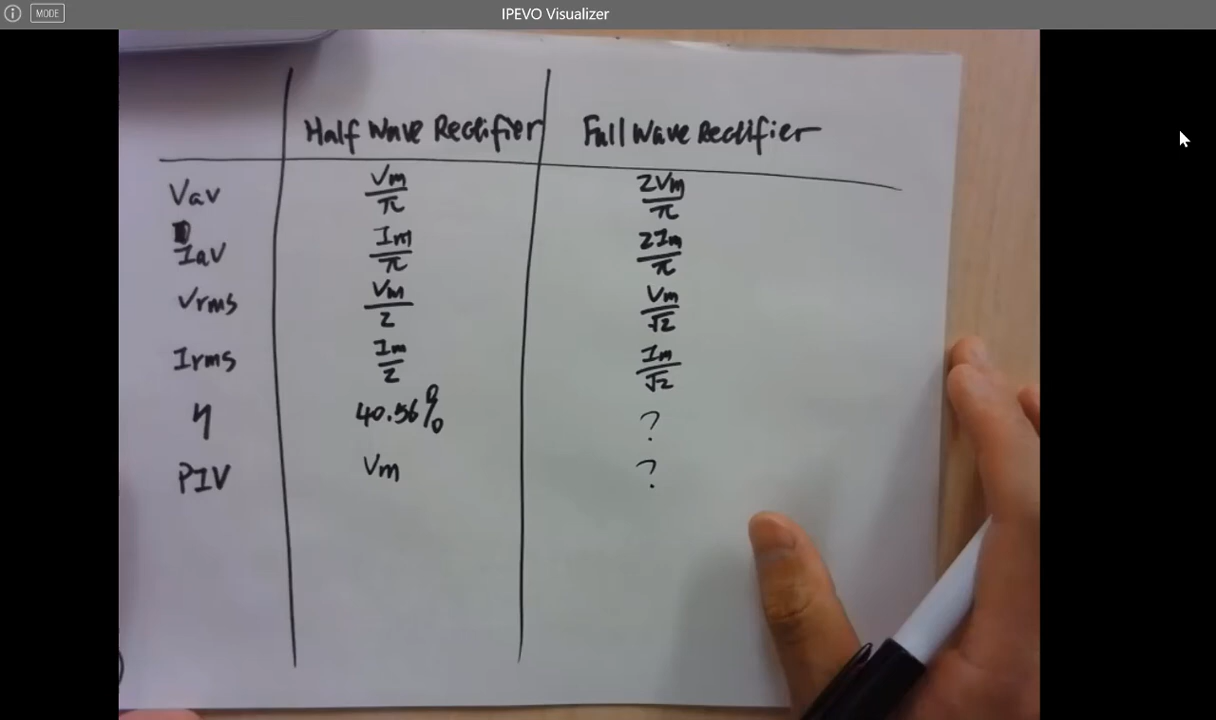 IPEVO Visualizer
MODE
Half Wave Rectifier Full Wave Rectifier
Vav Vm/π 2Vm/π
Iav Im/π 2Im/π
Vrms Vm/2 Vm/√2
Irms Im/2 Im/√2
η 40.56% ?
PIV Vm ?